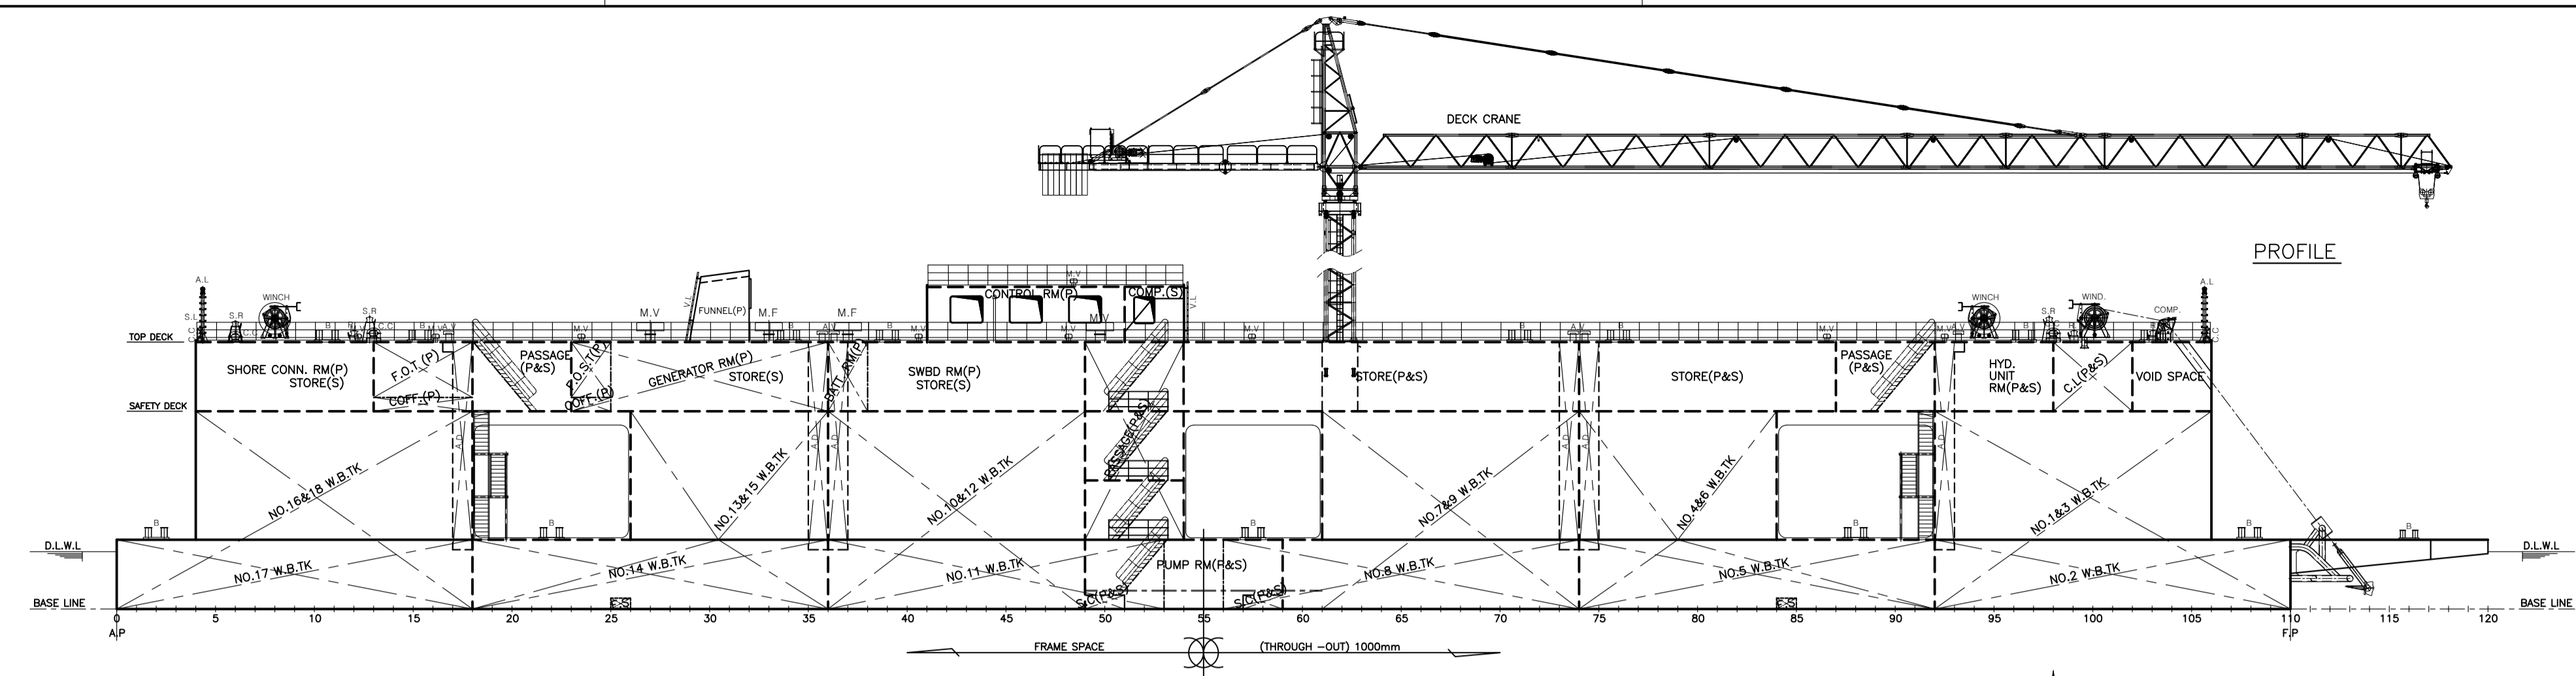 DECK CRANE
PROFILE
A.L
WINCH
S.R
S.L
S.R
C.C
C.C
C.C
B
M.V
B
M.V
A.V
M.V
M.V
V.L
FUNNEL(P)
M.F
B
A.V
M.F
B
M.V
CONTROL RM(P)
M.V
COMP.(S)
V.L
M.V
M.V
M.V
B
A.V
B
M.V
M.V
A.V
WINCH
B
S.R
C.C
WIND.
COMP.
A.L
C.C
TOP DECK
SHORE CONN. RM(P)
STORE(S)
F.O.T.(P)
COFF.(P)
PASSAGE
(P&S)
F.O.S.T(P)
COFF.(P)
GENERATOR RM(P)
STORE(S)
BATT. RM(P)
SWBD RM(P)
STORE(S)
STORE(P&S)
STORE(P&S)
PASSAGE
(P&S)
HYD.
UNIT
RM(P&S)
C.L(P&S)
VOID SPACE
SAFETY DECK
NO.16&18 W.B.TK
A.D
NO.13&15 W.B.TK
A.D
A.D
NO.10&12 W.B.TK
PASSAGE(P&S)
NO.7&9 W.B.TK
A.D
A.D
NO.4&6 W.B.TK
A.D
NO.1&3 W.B.TK
B
B
B
B
B
B
D.L.W.L
D.L.W.L
NO.17 W.B.TK
NO.14 W.B.TK
NO.11 W.B.TK
PUMP RM(P&S)
NO.8 W.B.TK
NO.5 W.B.TK
NO.2 W.B.TK
S.C(P&S)
S.C(P&S)
E.S
E.S
BASE LINE
BASE LINE
0 5 10 15 20 25 30 35 40 45 50 55 60 65 70 75 80 85 90 95 100 105 110 115 120
A.P
F.P
FRAME SPACE
(THROUGH -OUT) 1000mm